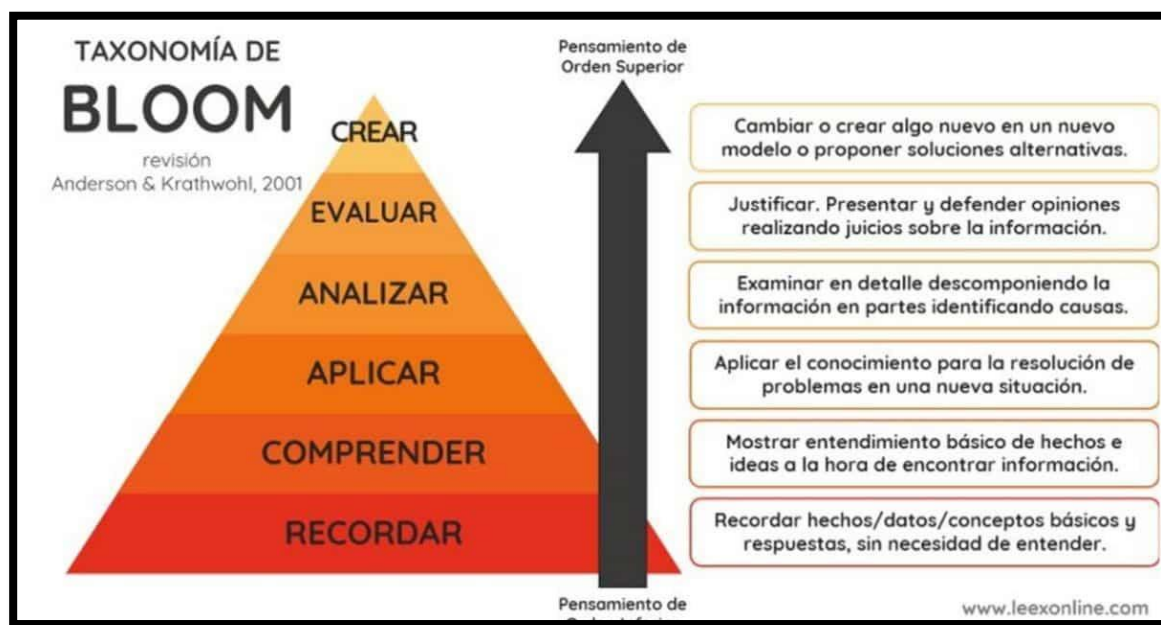 TAXONOMÍA DE
BLOOM
revisión
Anderson & Krathwohl, 2001
CREAR
EVALUAR
ANALIZAR
APLICAR
COMPRENDER
RECORDAR
Pensamiento de
Orden Superior
Pensamiento de
Cambiar o crear algo nuevo en un nuevo
modelo o proponer soluciones alternativas.
Justificar. Presentar y defender opiniones
realizando juicios sobre la información.
Examinar en detalle descomponiendo la
información en partes identificando causas.
Aplicar el conocimiento para la resolución de
problemas en una nueva situación.
Mostrar entendimiento básico de hechos e
ideas a la hora de encontrar información.
Recordar hechos/datos/conceptos básicos y
respuestas, sin necesidad de entender.
www.leexonline.com